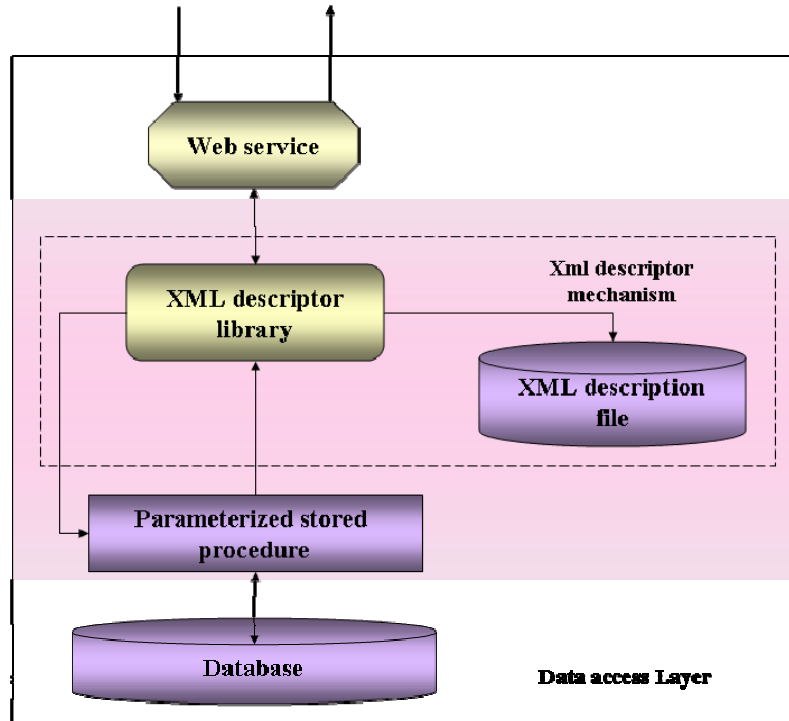 Web service
XML descriptor
library
Xml descriptor
mechanism
XML description
file
Parameterized stored
procedure
Database
Data access Layer